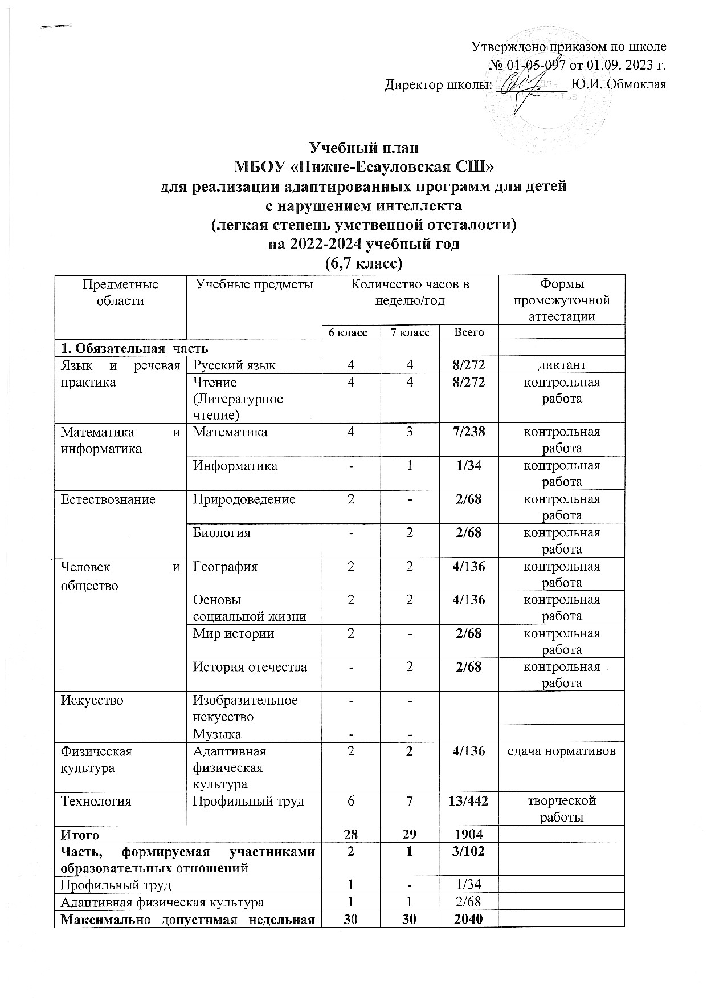 Утверждено приказом по школе
№ 01-05-097 от 01.09. 2023 г.
Директор школы: __________ Ю.И. Обмоклая
Учебный план
МБОУ «Нижне-Есауловская СШ»
для реализации адаптированных программ для детей
с нарушением интеллекта
(легкая степень умственной отсталости)
на 2022-2024 учебный год
(6,7 класс)
Предметные области Учебные предметы Количество часов в неделю/год Формы промежуточной аттестации
6 класс 7 класс Всего
1. Обязательная часть
Язык и речевая практика Русский язык 4 4 8/272 диктант
Чтение (Литературное чтение) 4 4 8/272 контрольная работа
Математика и информатика Математика 4 3 7/238 контрольная работа
Информатика - 1 1/34 контрольная работа
Естествознание Природоведение 2 - 2/68 контрольная работа
Биология - 2 2/68 контрольная работа
Человек и общество География 2 2 4/136 контрольная работа
Основы социальной жизни 2 2 4/136 контрольная работа
Мир истории 2 - 2/68 контрольная работа
История отечества - 2 2/68 контрольная работа
Искусство Изобразительное искусство - -
Музыка - -
Физическая культура Адаптивная физическая культура 2 2 4/136 сдача нормативов
Технология Профильный труд 6 7 13/442 творческой работы
Итого 28 29 1904
Часть, формируемая участниками образовательных отношений 2 1 3/102
Профильный труд 1 - 1/34
Адаптивная физическая культура 1 1 2/68
Максимально допустимая недельная 30 30 2040